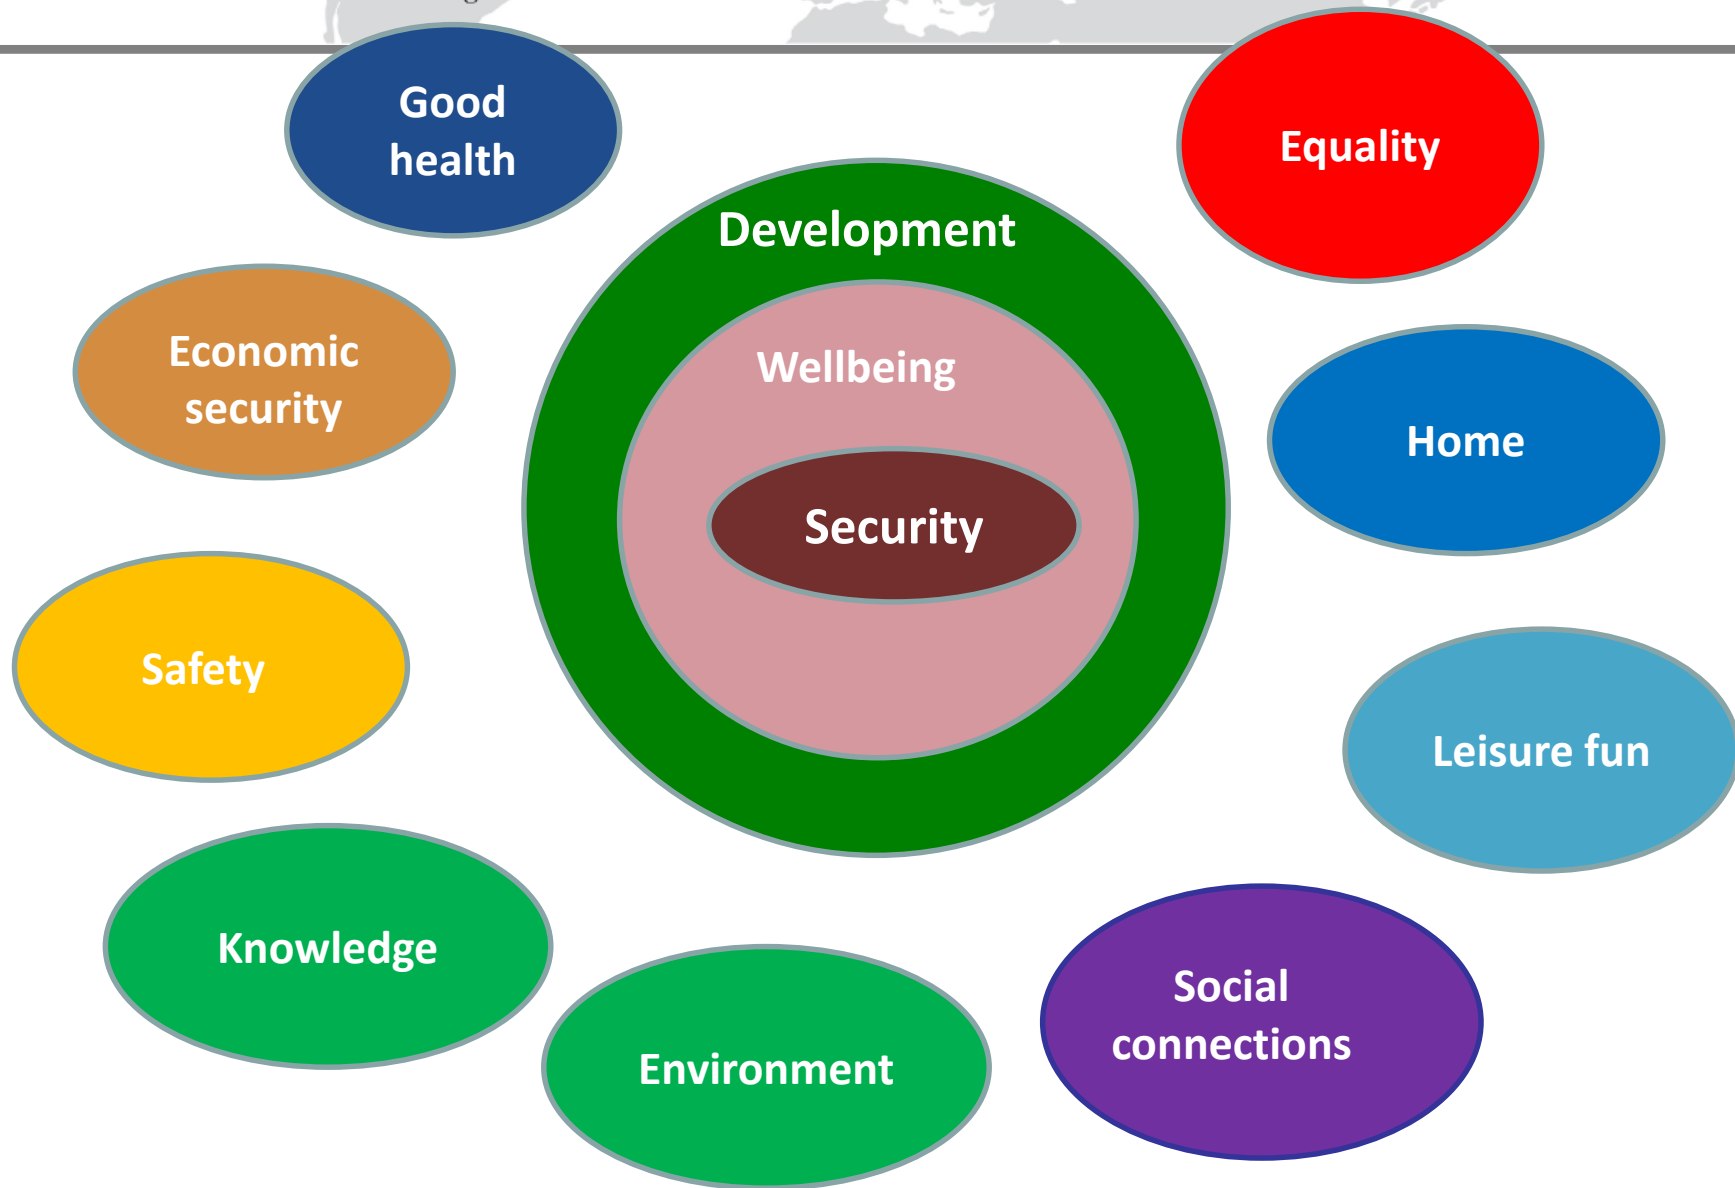 Good
health
Equality
Development
Economic
security
Wellbeing
Home
Security
Safety
Leisure fun
Knowledge
Social
connections
Environment